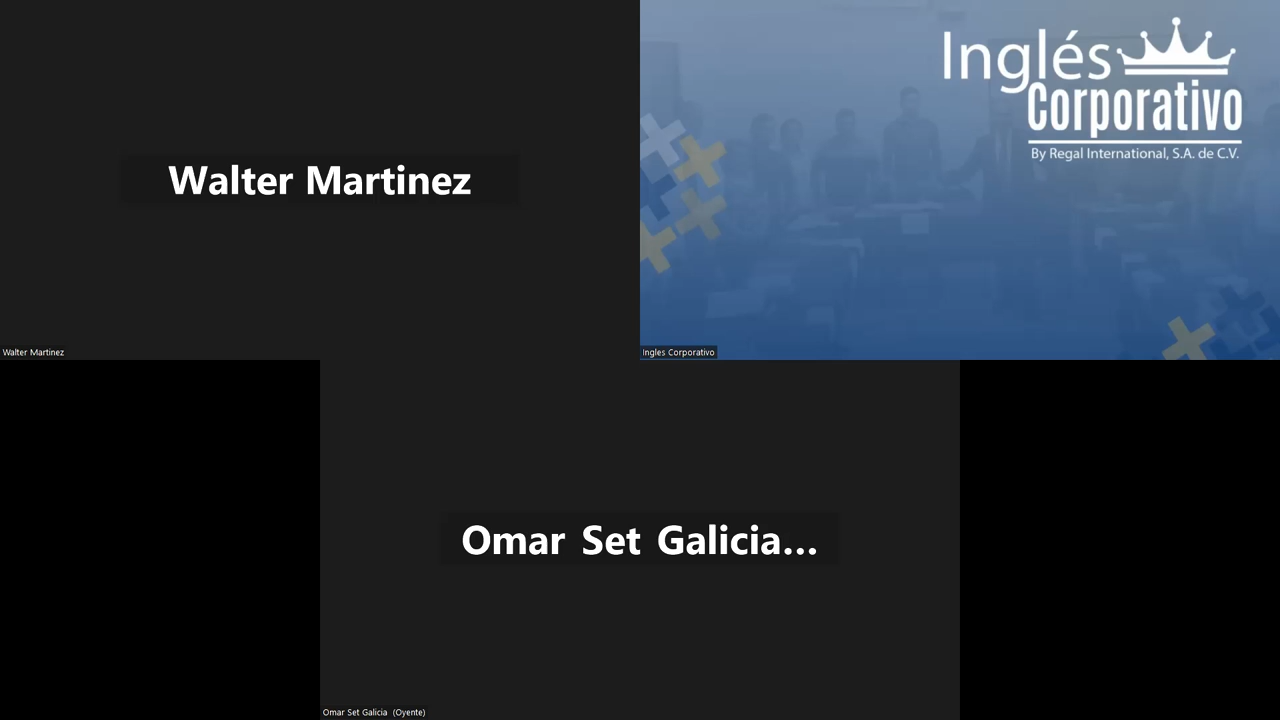 Walter Martinez
Walter Martinez
Inglés
Corporativo
By Regal International, S.A. de C.V.
Ingles Corporativo
Omar Set Galicia...
Omar Set Galicia (Oyente)